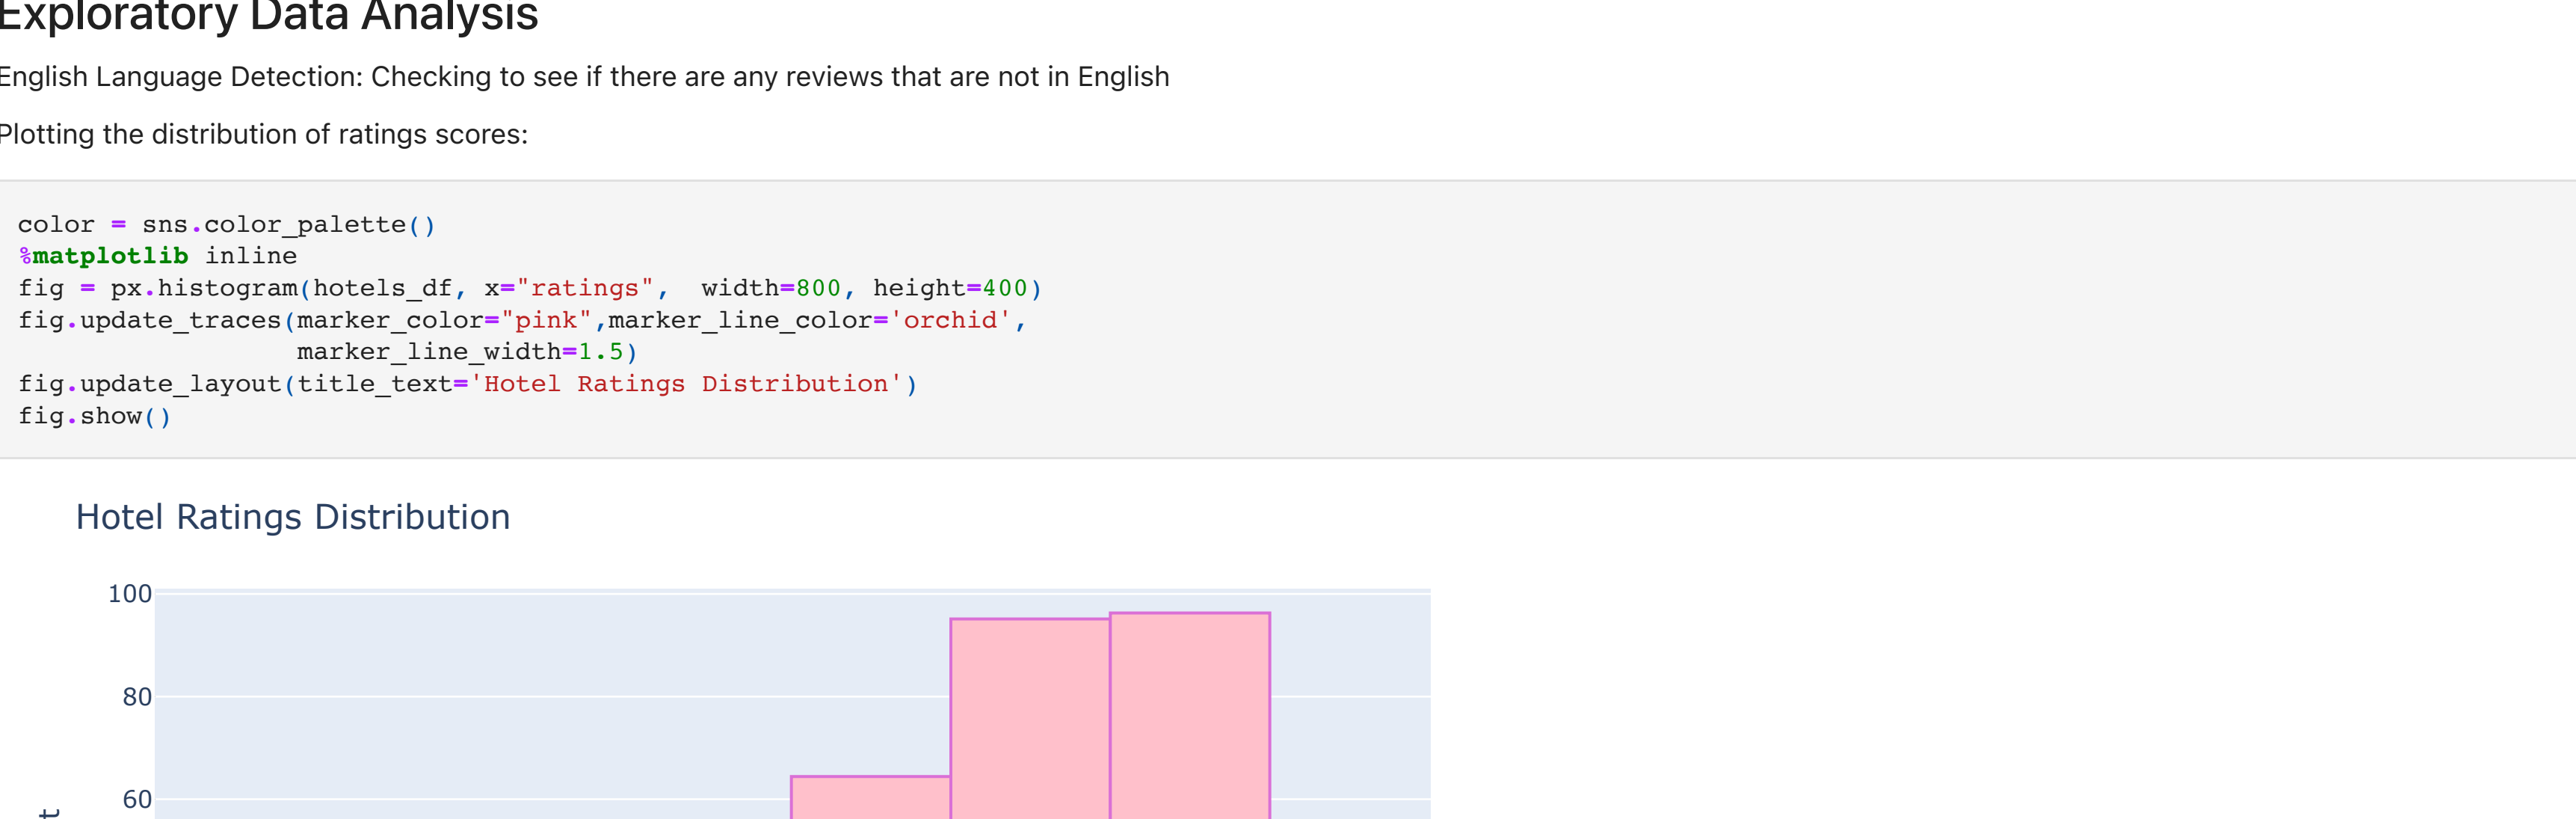 Exploratory Data Analysis
English Language Detection: Checking to see if there are any reviews that are not in English
Plotting the distribution of ratings scores:
color = sns.color_palette()
%matplotlib inline
fig = px.histogram(hotels_df, x="ratings",  width=800, height=400)
fig.update_traces(marker_color="pink",marker_line_color='orchid',
                  marker_line_width=1.5)
fig.update_layout(title_text='Hotel Ratings Distribution')
fig.show()
Hotel Ratings Distribution
100
80
60
t